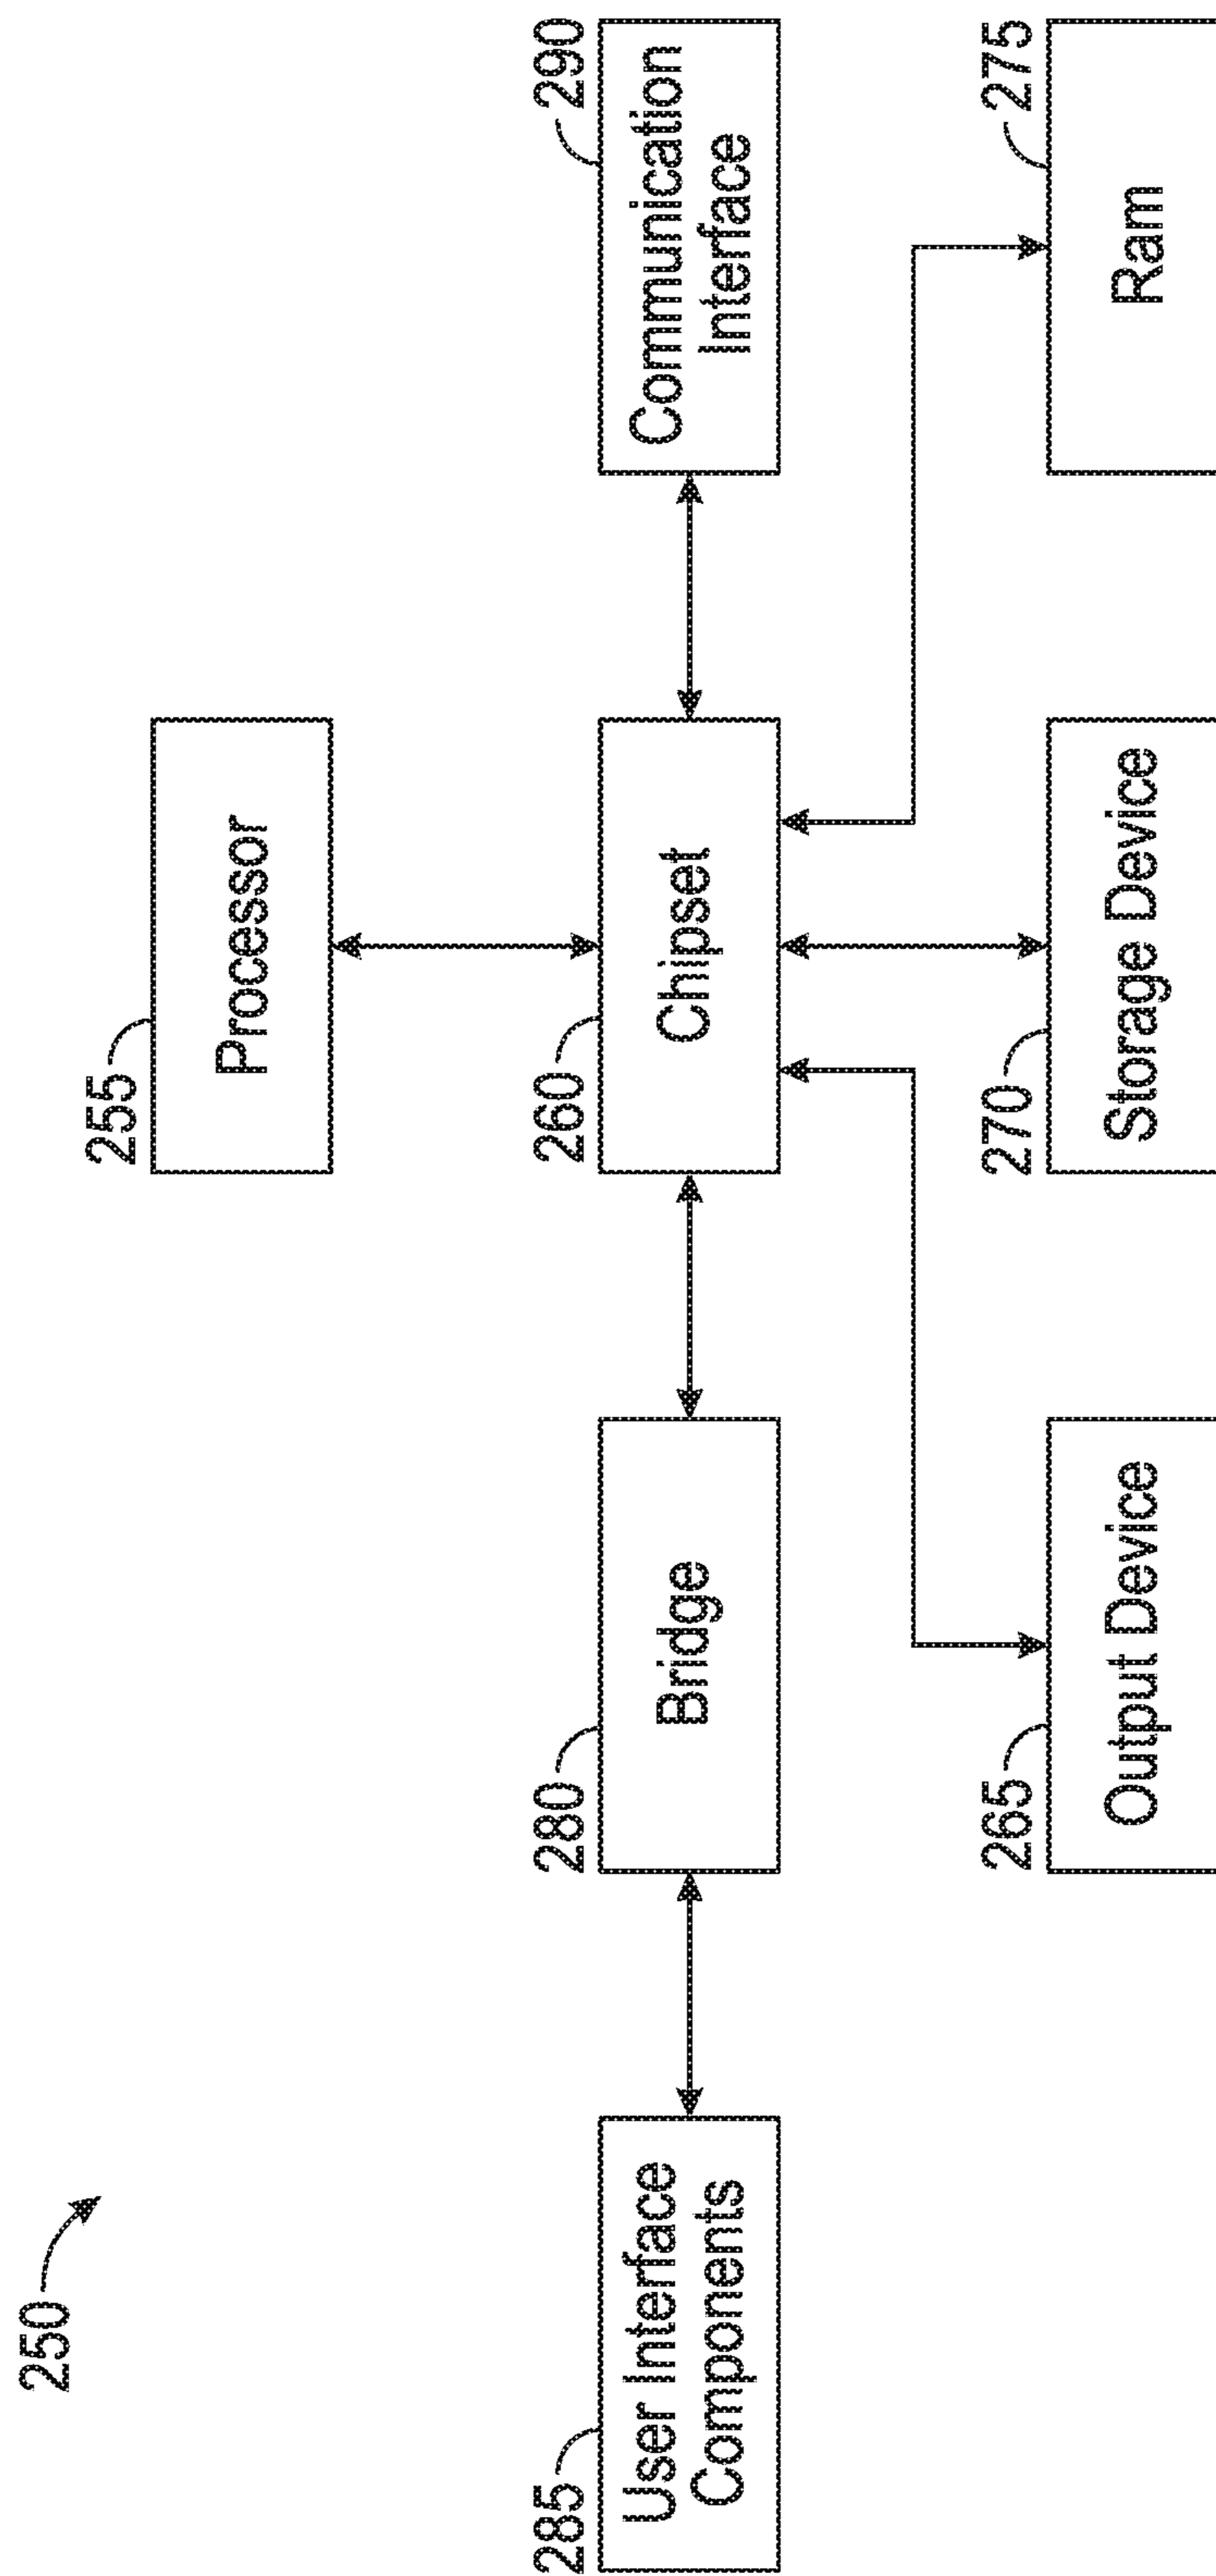 250
255
Processor
285
User Interface
Components
280
Bridge
260
Chipset
290
Communication
Interface
265
Output Device
270
Storage Device
275
Ram